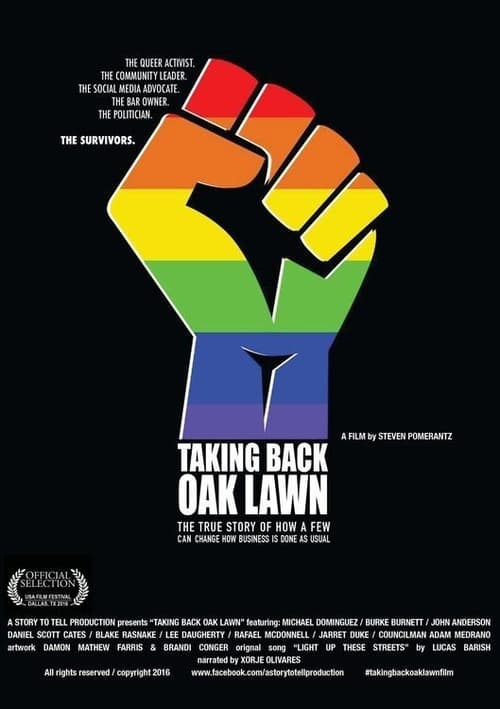 THE QUEER ACTIVIST.
THE COMMUNITY LEADER.
THE SOCIAL MEDIA ADVOCATE.
THE BAR OWNER.
THE POLITICIAN.
THE SURVIVORS.
A FILM by STEVEN POMERANTZ
TAKING BACK
OAK LAWN
THE TRUE STORY OF HOW A FEW
CAN CHANGE HOW BUSINESS IS DONE AS USUAL
OFFICIAL
SELECTION
USA FILM FESTIVAL
DALLAS, TX 2016
A STORY TO TELL PRODUCTION presents "TAKING BACK OAK LAWN" featuring: MICHAEL DOMINGUEZ / BURKE BURNETT / JOHN ANDERSON
DANIEL SCOTT CATES / BLAKE RASNAKE / LEE DAUGHERTY / RAFAEL MCDONNELL / JARRET DUKE / COUNCILMAN ADAM MEDRANO
artwork DAMON MATHEW FARRIS & BRANDI CONGER orignal song "LIGHT UP THESE STREETS" by LUCAS BARISH
narrated by XORJE OLIVARES
All rights reserved / copyright 2016 www.facebook.com/astorytotellproduction #takingbackoaklawnfilm